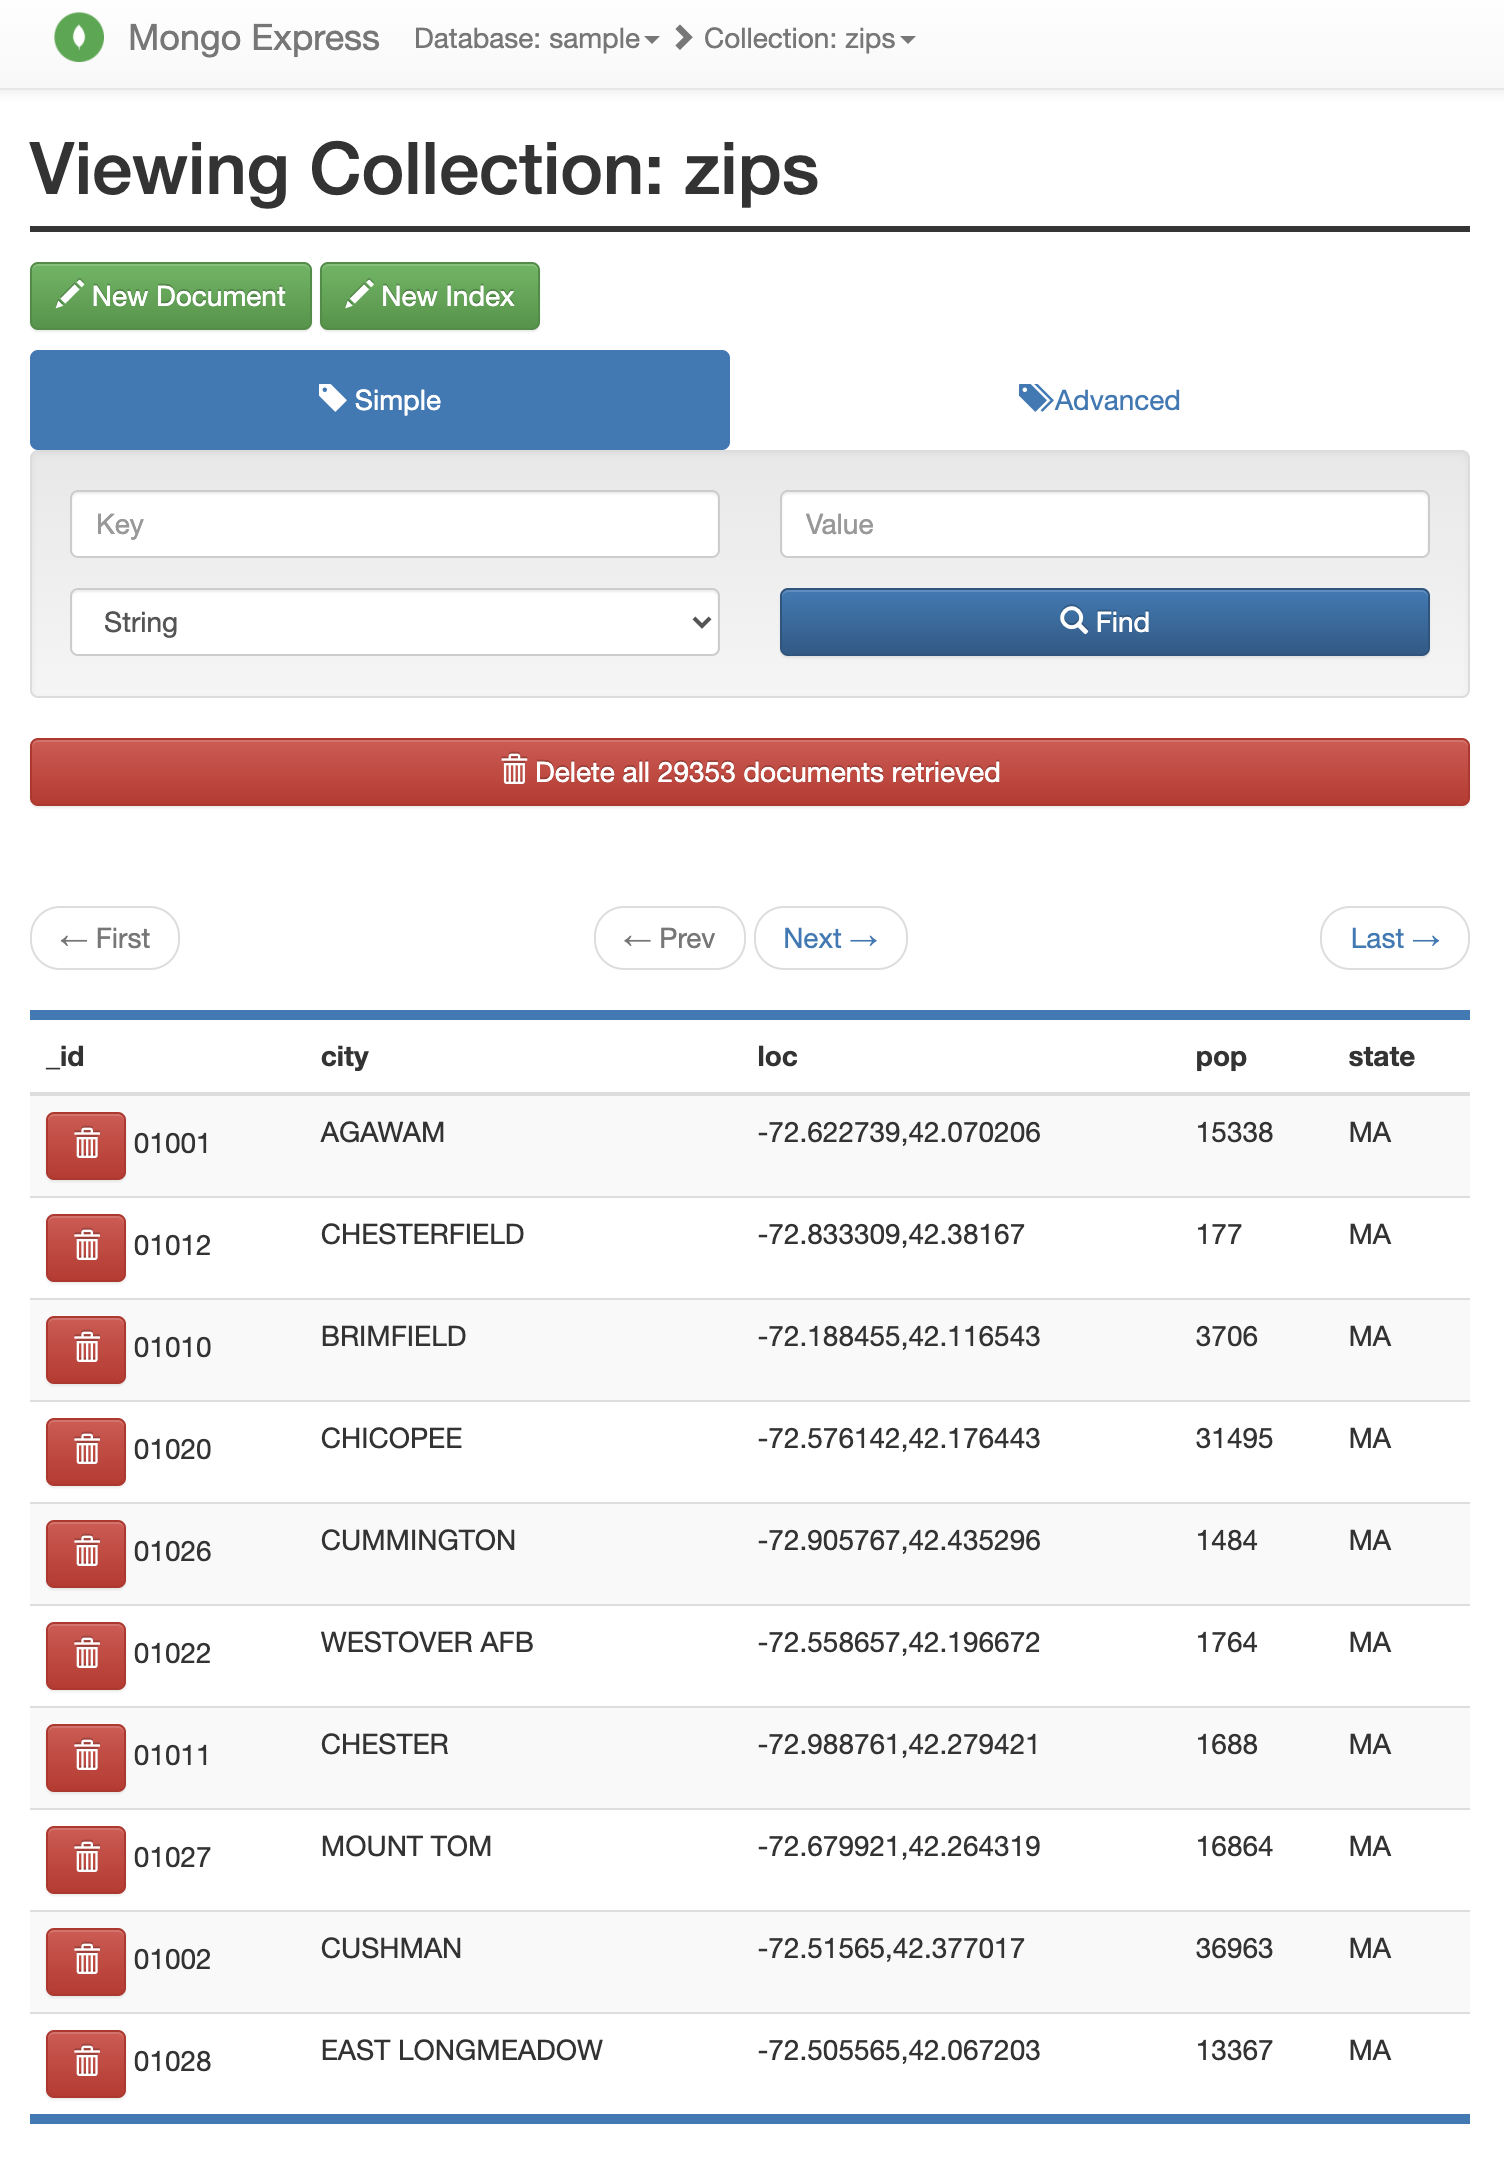 Mongo Express Database: sample Collection: zips
Viewing Collection: zips
New Document New Index
Simple Advanced
Key Value
String Find
Delete all 29353 documents retrieved
← First ← Prev Next → Last →
_id city loc pop state
01001 AGAWAM -72.622739,42.070206 15338 MA
01012 CHESTERFIELD -72.833309,42.38167 177 MA
01010 BRIMFIELD -72.188455,42.116543 3706 MA
01020 CHICOPEE -72.576142,42.176443 31495 MA
01026 CUMMINGTON -72.905767,42.435296 1484 MA
01022 WESTOVER AFB -72.558657,42.196672 1764 MA
01011 CHESTER -72.988761,42.279421 1688 MA
01027 MOUNT TOM -72.679921,42.264319 16864 MA
01002 CUSHMAN -72.51565,42.377017 36963 MA
01028 EAST LONGMEADOW -72.505565,42.067203 13367 MA